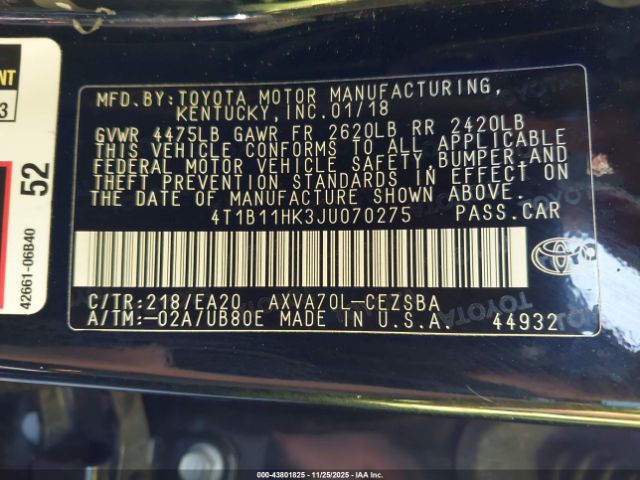 MFD. BY: TOYOTA MOTOR MANUFACTURING,
KENTUCKY, INC. 01/18
GVWR 4475LB GAWR FR 2620LB RR 2420LB
THIS VEHICLE CONFORMS TO ALL APPLICABLE
FEDERAL MOTOR VEHICLE SAFETY, BUMPER, AND
THEFT PREVENTION STANDARDS IN EFFECT ON
THE DATE OF MANUFACTURE SHOWN ABOVE.
4T1B11HK3JU070275 PASS.CAR
C/TR:218/EA20 AXVA70L-CEZSBA
A/TM:-02A/UB80E MADE IN U.S.A. 44932
52
42661-06B40
3
000-43801825 - 11/25/2025 - IAA Inc.